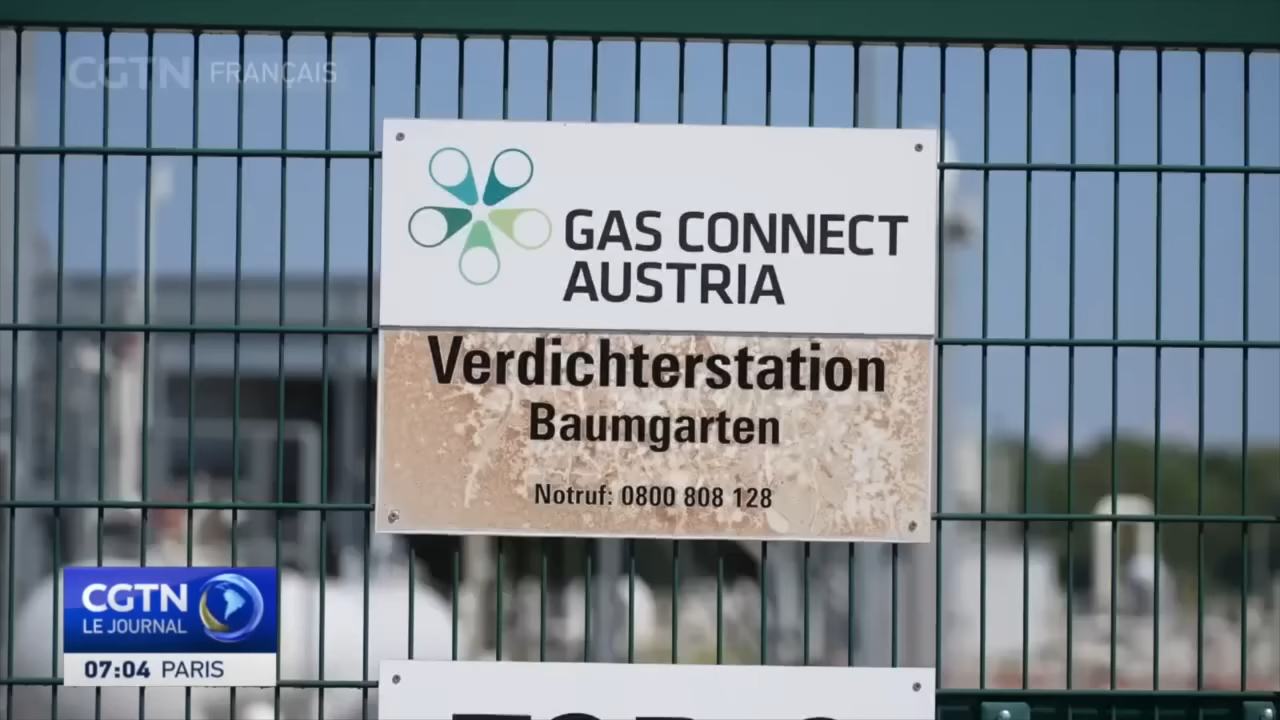 CGTN FRANÇAIS
GAS CONNECT
AUSTRIA
Verdichterstation
Baumgarten
Notruf: 0800 808 128
CGTN
LE JOURNAL
07:04 PARIS